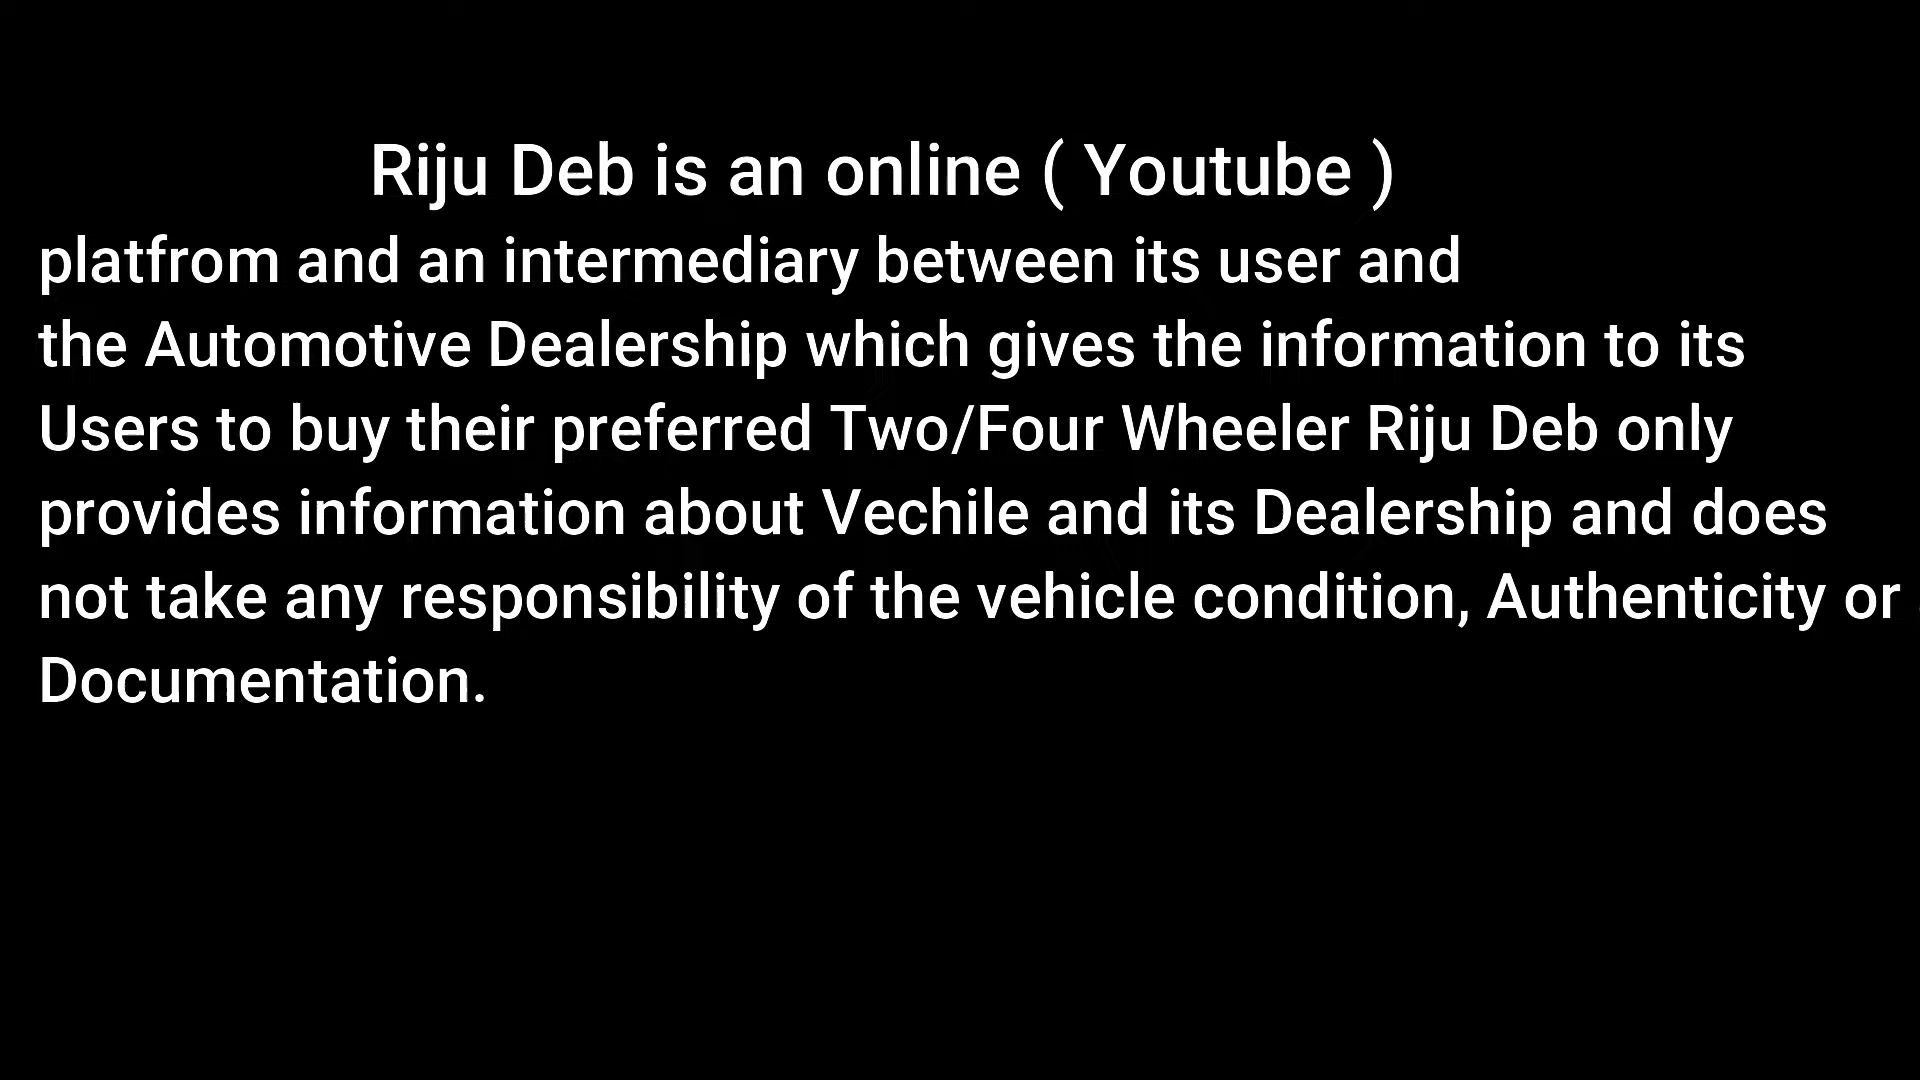 Riju Deb is an online ( Youtube )
platfrom and an intermediary between its user and
the Automotive Dealership which gives the information to its
Users to buy their preferred Two/Four Wheeler Riju Deb only
provides information about Vechile and its Dealership and does
not take any responsibility of the vehicle condition, Authenticity or
Documentation.